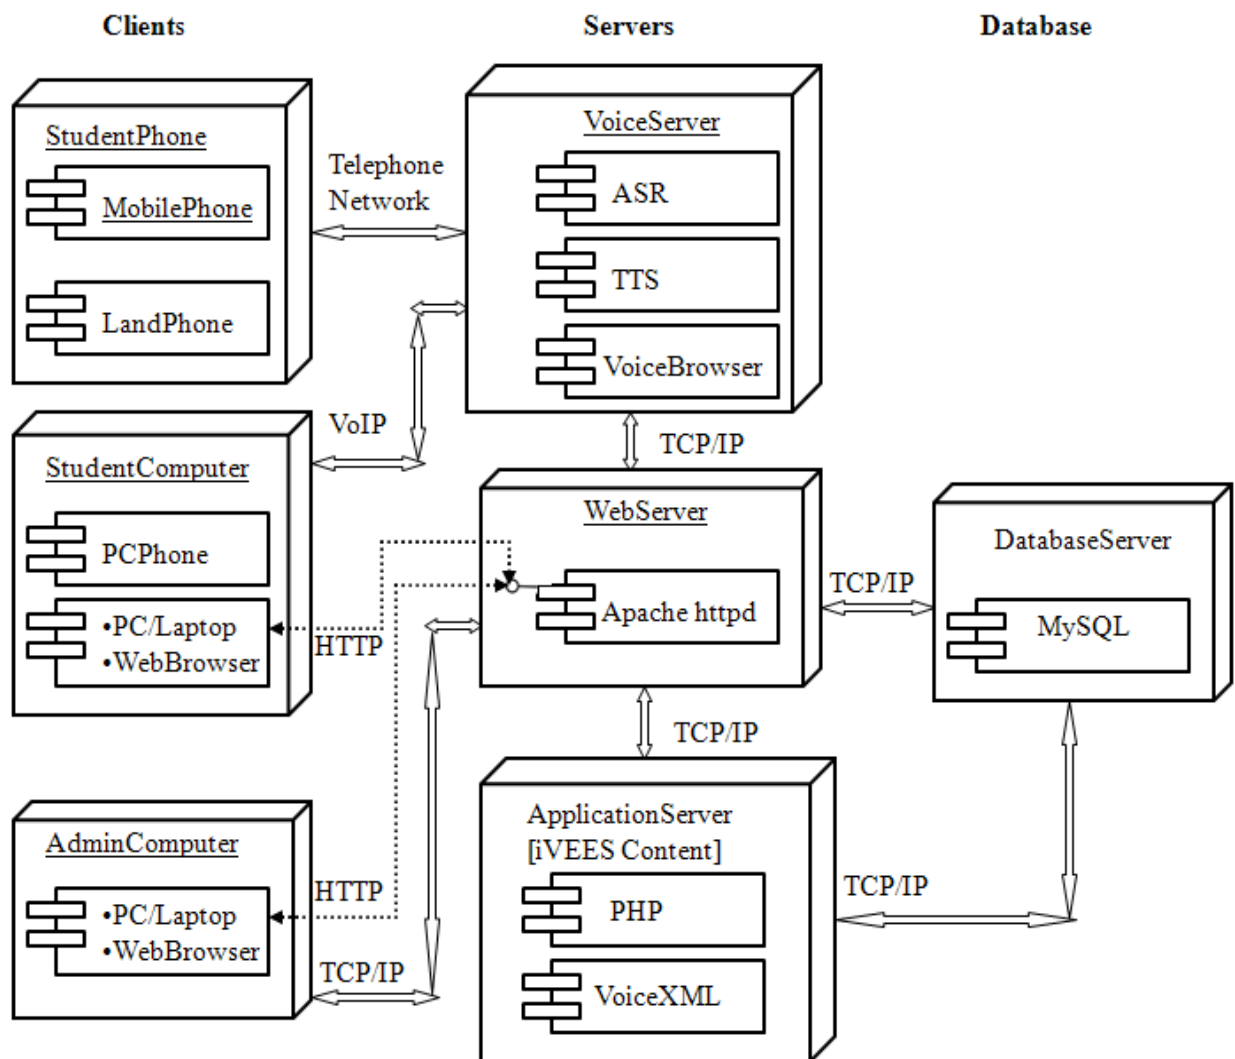 Clients
Servers
Database
StudentPhone
MobilePhone
LandPhone
Telephone
Network
VoiceServer
ASR
TTS
VoiceBrowser
VoIP
TCP/IP
StudentComputer
PCPhone
•PC/Laptop
•WebBrowser
HTTP
WebServer
Apache httpd
TCP/IP
DatabaseServer
MySQL
TCP/IP
AdminComputer
•PC/Laptop
•WebBrowser
HTTP
TCP/IP
ApplicationServer
[iVEES Content]
PHP
VoiceXML
TCP/IP